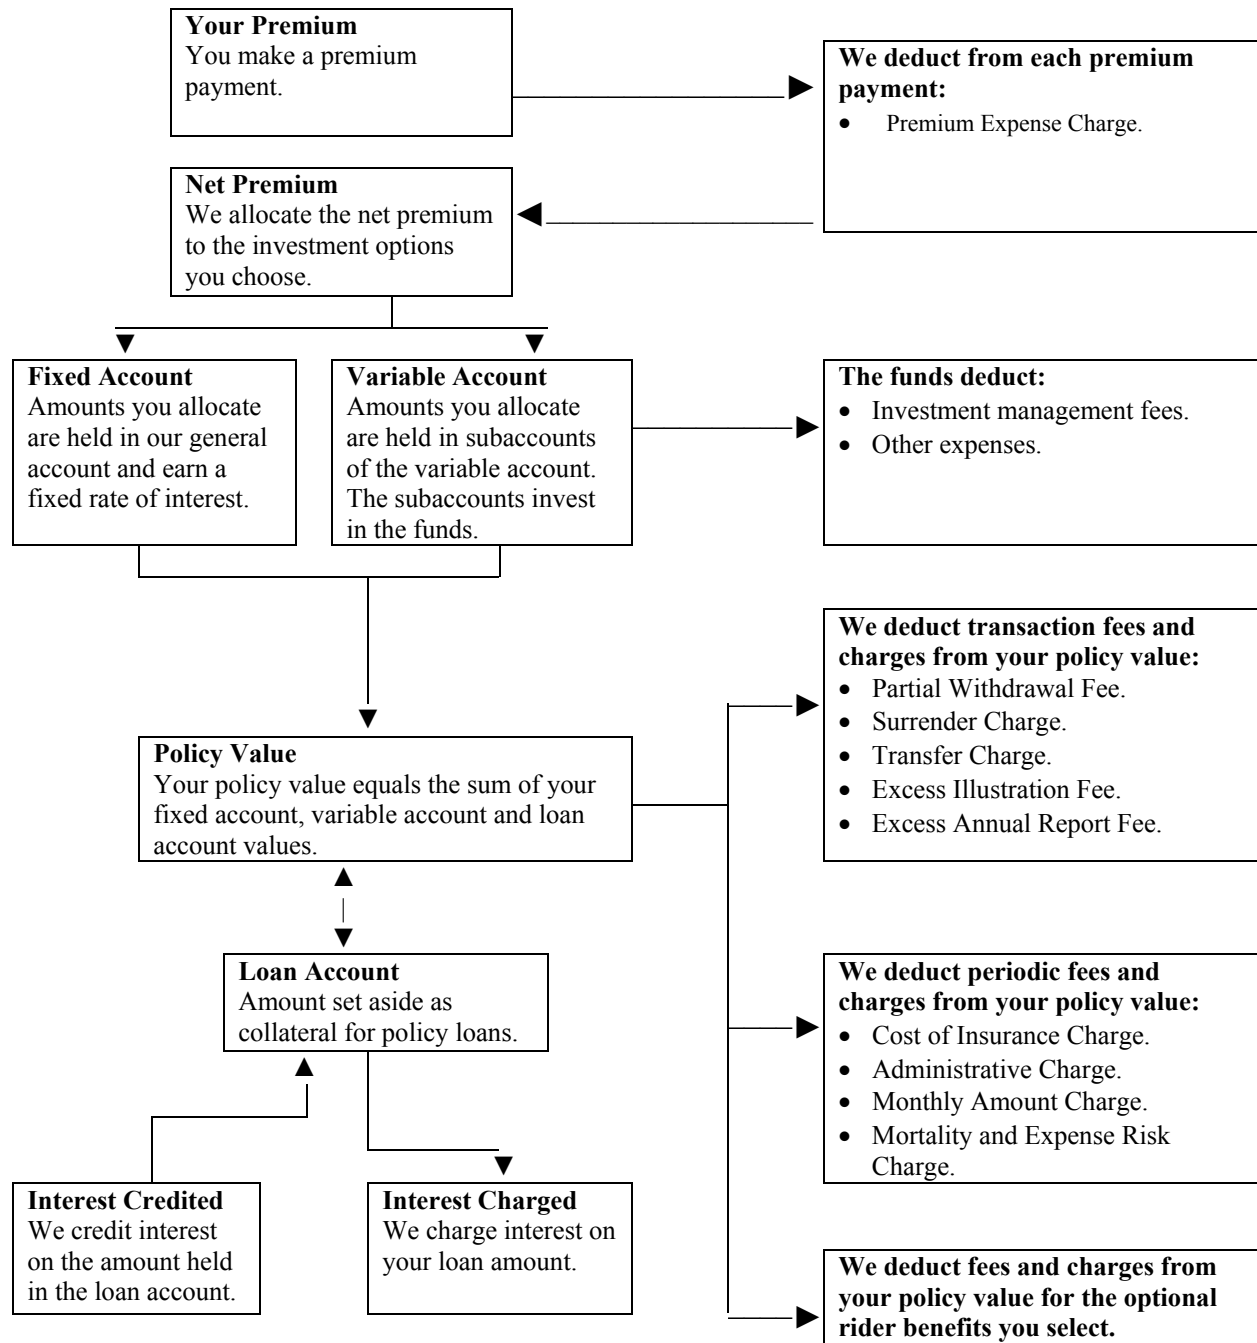 Your Premium
You make a premium
payment.
We deduct from each premium
payment:
• Premium Expense Charge.
Net Premium
We allocate the net premium
to the investment options
you choose.
Fixed Account
Amounts you allocate
are held in our general
account and earn a
fixed rate of interest.
Variable Account
Amounts you allocate
are held in subaccounts
of the variable account.
The subaccounts invest
in the funds.
The funds deduct:
• Investment management fees.
• Other expenses.
We deduct transaction fees and
charges from your policy value:
• Partial Withdrawal Fee.
• Surrender Charge.
• Transfer Charge.
• Excess Illustration Fee.
• Excess Annual Report Fee.
Policy Value
Your policy value equals the sum of your
fixed account, variable account and loan
account values.
Loan Account
Amount set aside as
collateral for policy loans.
We deduct periodic fees and
charges from your policy value:
• Cost of Insurance Charge.
• Administrative Charge.
• Monthly Amount Charge.
• Mortality and Expense Risk
Charge.
Interest Credited
We credit interest
on the amount held
in the loan account.
Interest Charged
We charge interest on
your loan amount.
We deduct fees and charges from
your policy value for the optional
rider benefits you select.